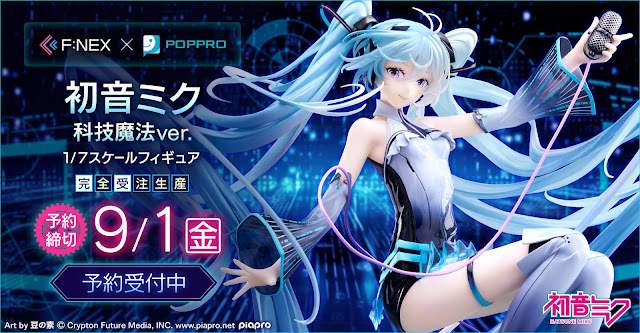 F:NEX × POPPRO
初音ミク
科技魔法ver.
1/7スケールフィギュア
完全受注生産
予約締切
9/1金
予約受付中
Art by 豆の素 © Crypton Future Media, INC. www.piapro.net piapro
初音ミク
HATSUNE MIKU